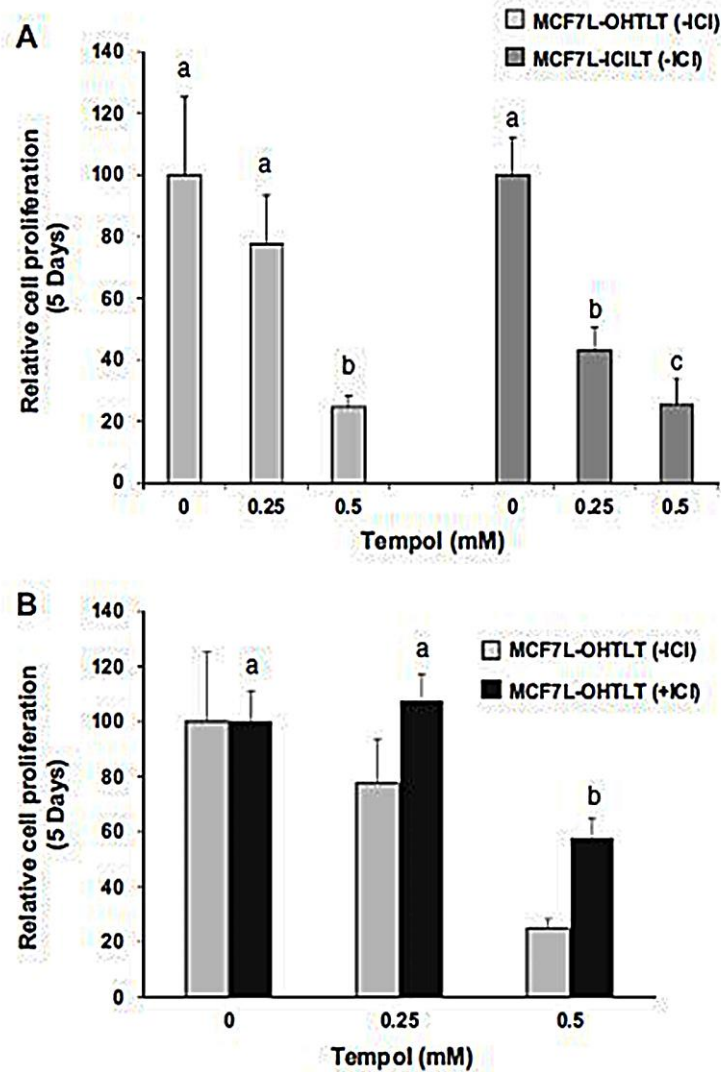 A
MCF7L-OHTLT (-ICI)
MCF7L-ICILT (-ICI)
Relative cell proliferation
(5 Days)
140
120
100
80
60
40
20
0
a
a
b
a
b
c
0
0.25
0.5
0
0.25
0.5
Tempol (mM)
B
MCF7L-OHTLT (-ICI)
MCF7L-OHTLT (+ICI)
Relative cell proliferation
(5 Days)
140
120
100
80
60
40
20
0
a
a
b
0
0.25
0.5
Tempol (mM)